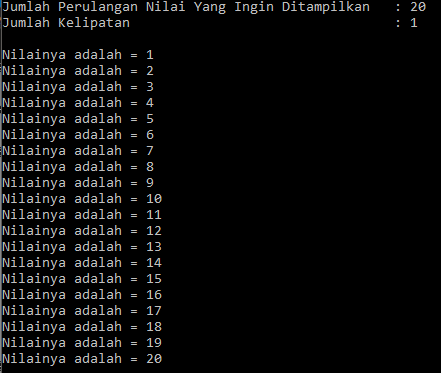 Jumlah Perulangan Nilai Yang Ingin Ditampilkan : 20
Jumlah Kelipatan : 1
Nilainya adalah = 1
Nilainya adalah = 2
Nilainya adalah = 3
Nilainya adalah = 4
Nilainya adalah = 5
Nilainya adalah = 6
Nilainya adalah = 7
Nilainya adalah = 8
Nilainya adalah = 9
Nilainya adalah = 10
Nilainya adalah = 11
Nilainya adalah = 12
Nilainya adalah = 13
Nilainya adalah = 14
Nilainya adalah = 15
Nilainya adalah = 16
Nilainya adalah = 17
Nilainya adalah = 18
Nilainya adalah = 19
Nilainya adalah = 20